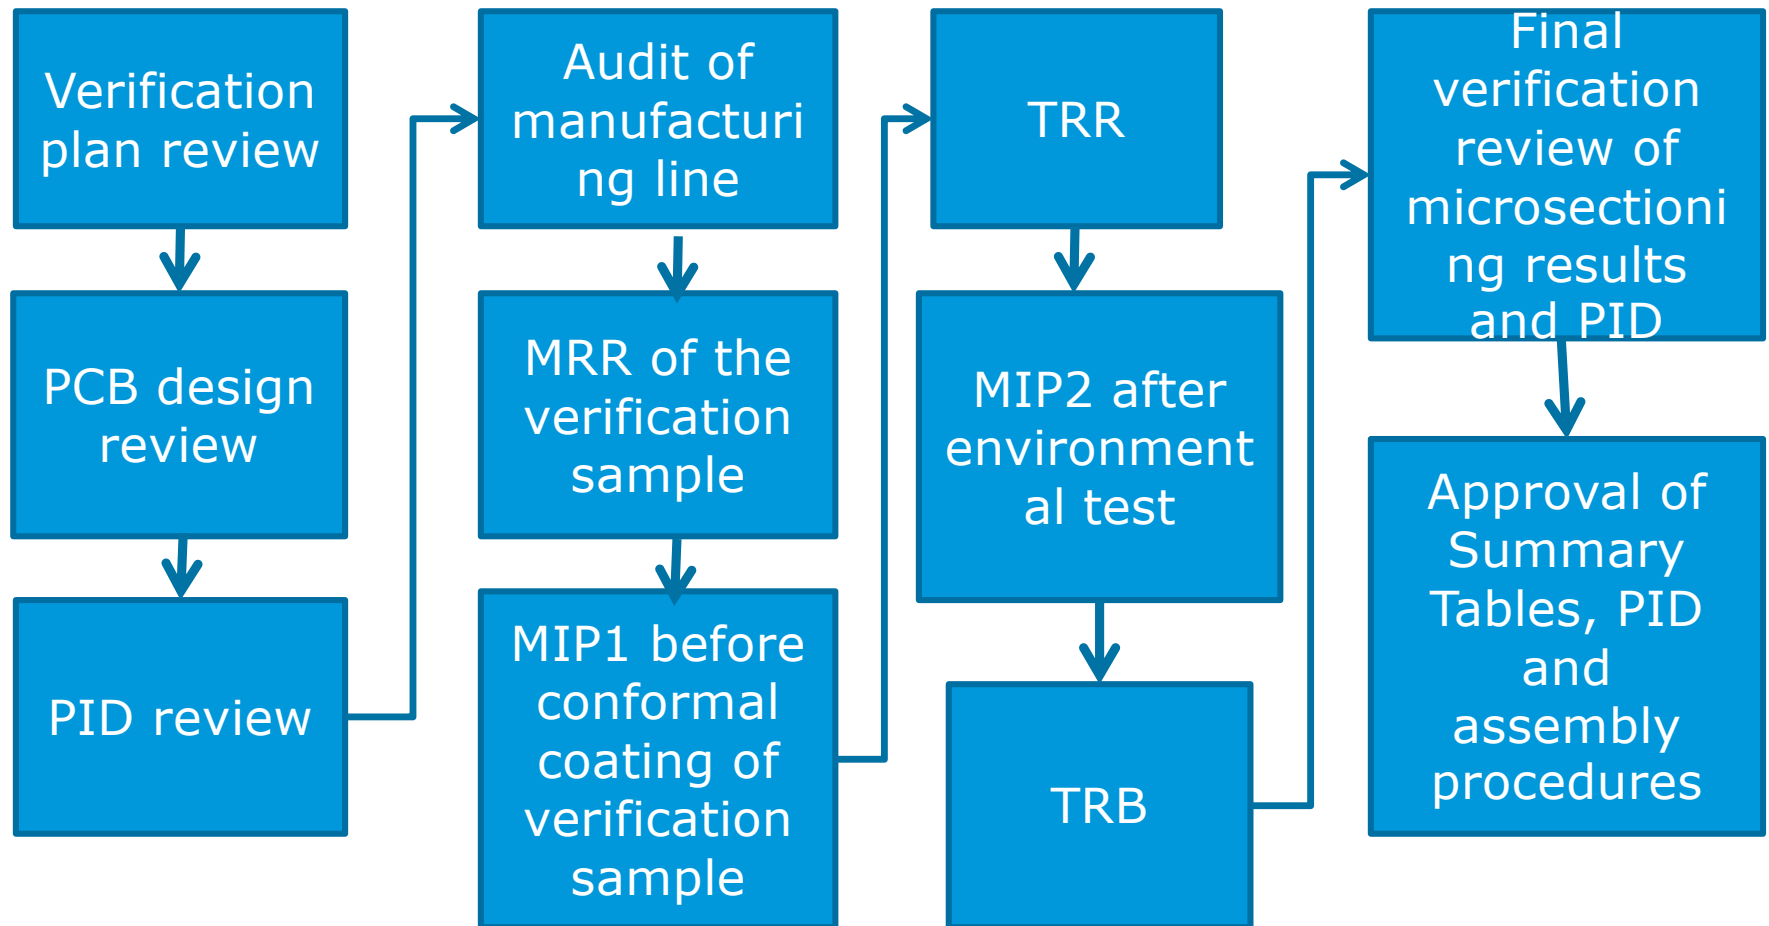 Verification
plan review
PCB design
review
PID review
Audit of
manufacturi
ng line
MRR of the
verification
sample
MIP1 before
conformal
coating of
verification
sample
TRR
MIP2 after
environment
al test
TRB
Final
verification
review of
microsectioni
ng results
and PID
Approval of
Summary
Tables, PID
and
assembly
procedures